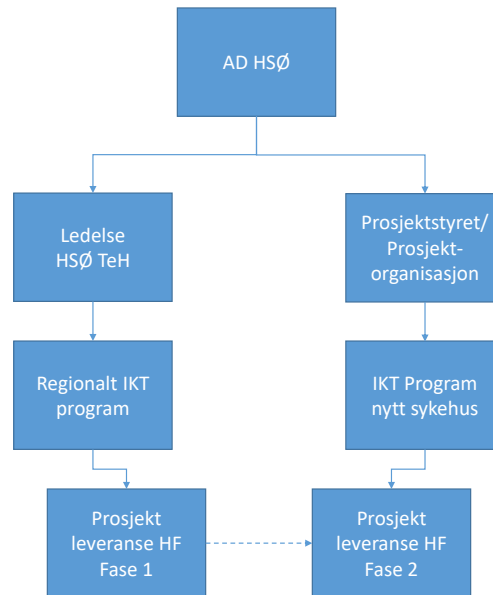 AD HSØ
Ledelse
HSØ TeH
Prosjektstyret/
Prosjekt-
organisasjon
Regionalt IKT
program
IKT Program
nytt sykehus
Prosjekt
leveranse HF
Fase 1
Prosjekt
leveranse HF
Fase 2